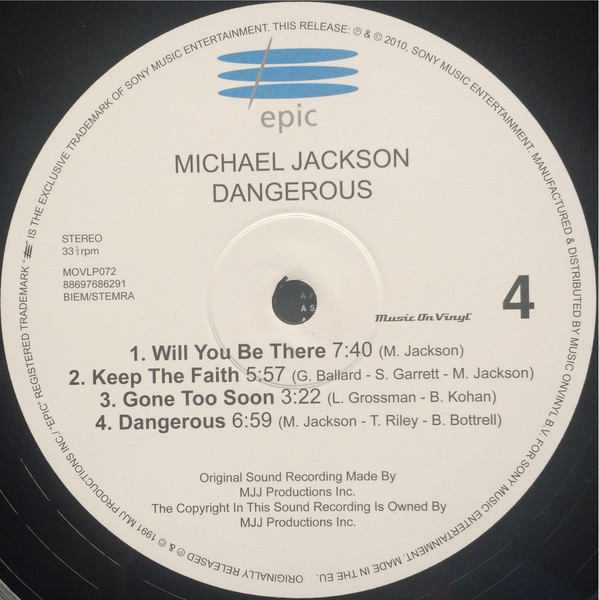 "EPIC" REGISTERED TRADEMARK. " " IS THE EXCLUSIVE TRADEMARK OF SONY MUSIC ENTERTAINMENT. THIS RELEASE: ℗ & © 2010, SONY MUSIC ENTERTAINMENT. MANUFACTURED & DISTRIBUTED BY MUSIC ONVINYL B.V. FOR SONY MUSIC ENTERTAINMENT. MADE IN THE EU.
epic
MICHAEL JACKSON
DANGEROUS
STEREO
33⅓rpm
MOVLP072
88697686291
BIEM/STEMRA
4
Music On Vinyl
1. Will You Be There 7:40 (M. Jackson)
2. Keep The Faith 5:57 (G. Ballard - S. Garrett - M. Jackson)
3. Gone Too Soon 3:22 (L. Grossman - B. Kohan)
4. Dangerous 6:59 (M. Jackson - T. Riley - B. Bottrell)
Original Sound Recording Made By
MJJ Productions Inc.
The Copyright In This Sound Recording Is Owned By
MJJ Productions Inc.
ORIGINALLY RELEASED ℗ & © 1991 MJJ PRODUCTIONS INC/